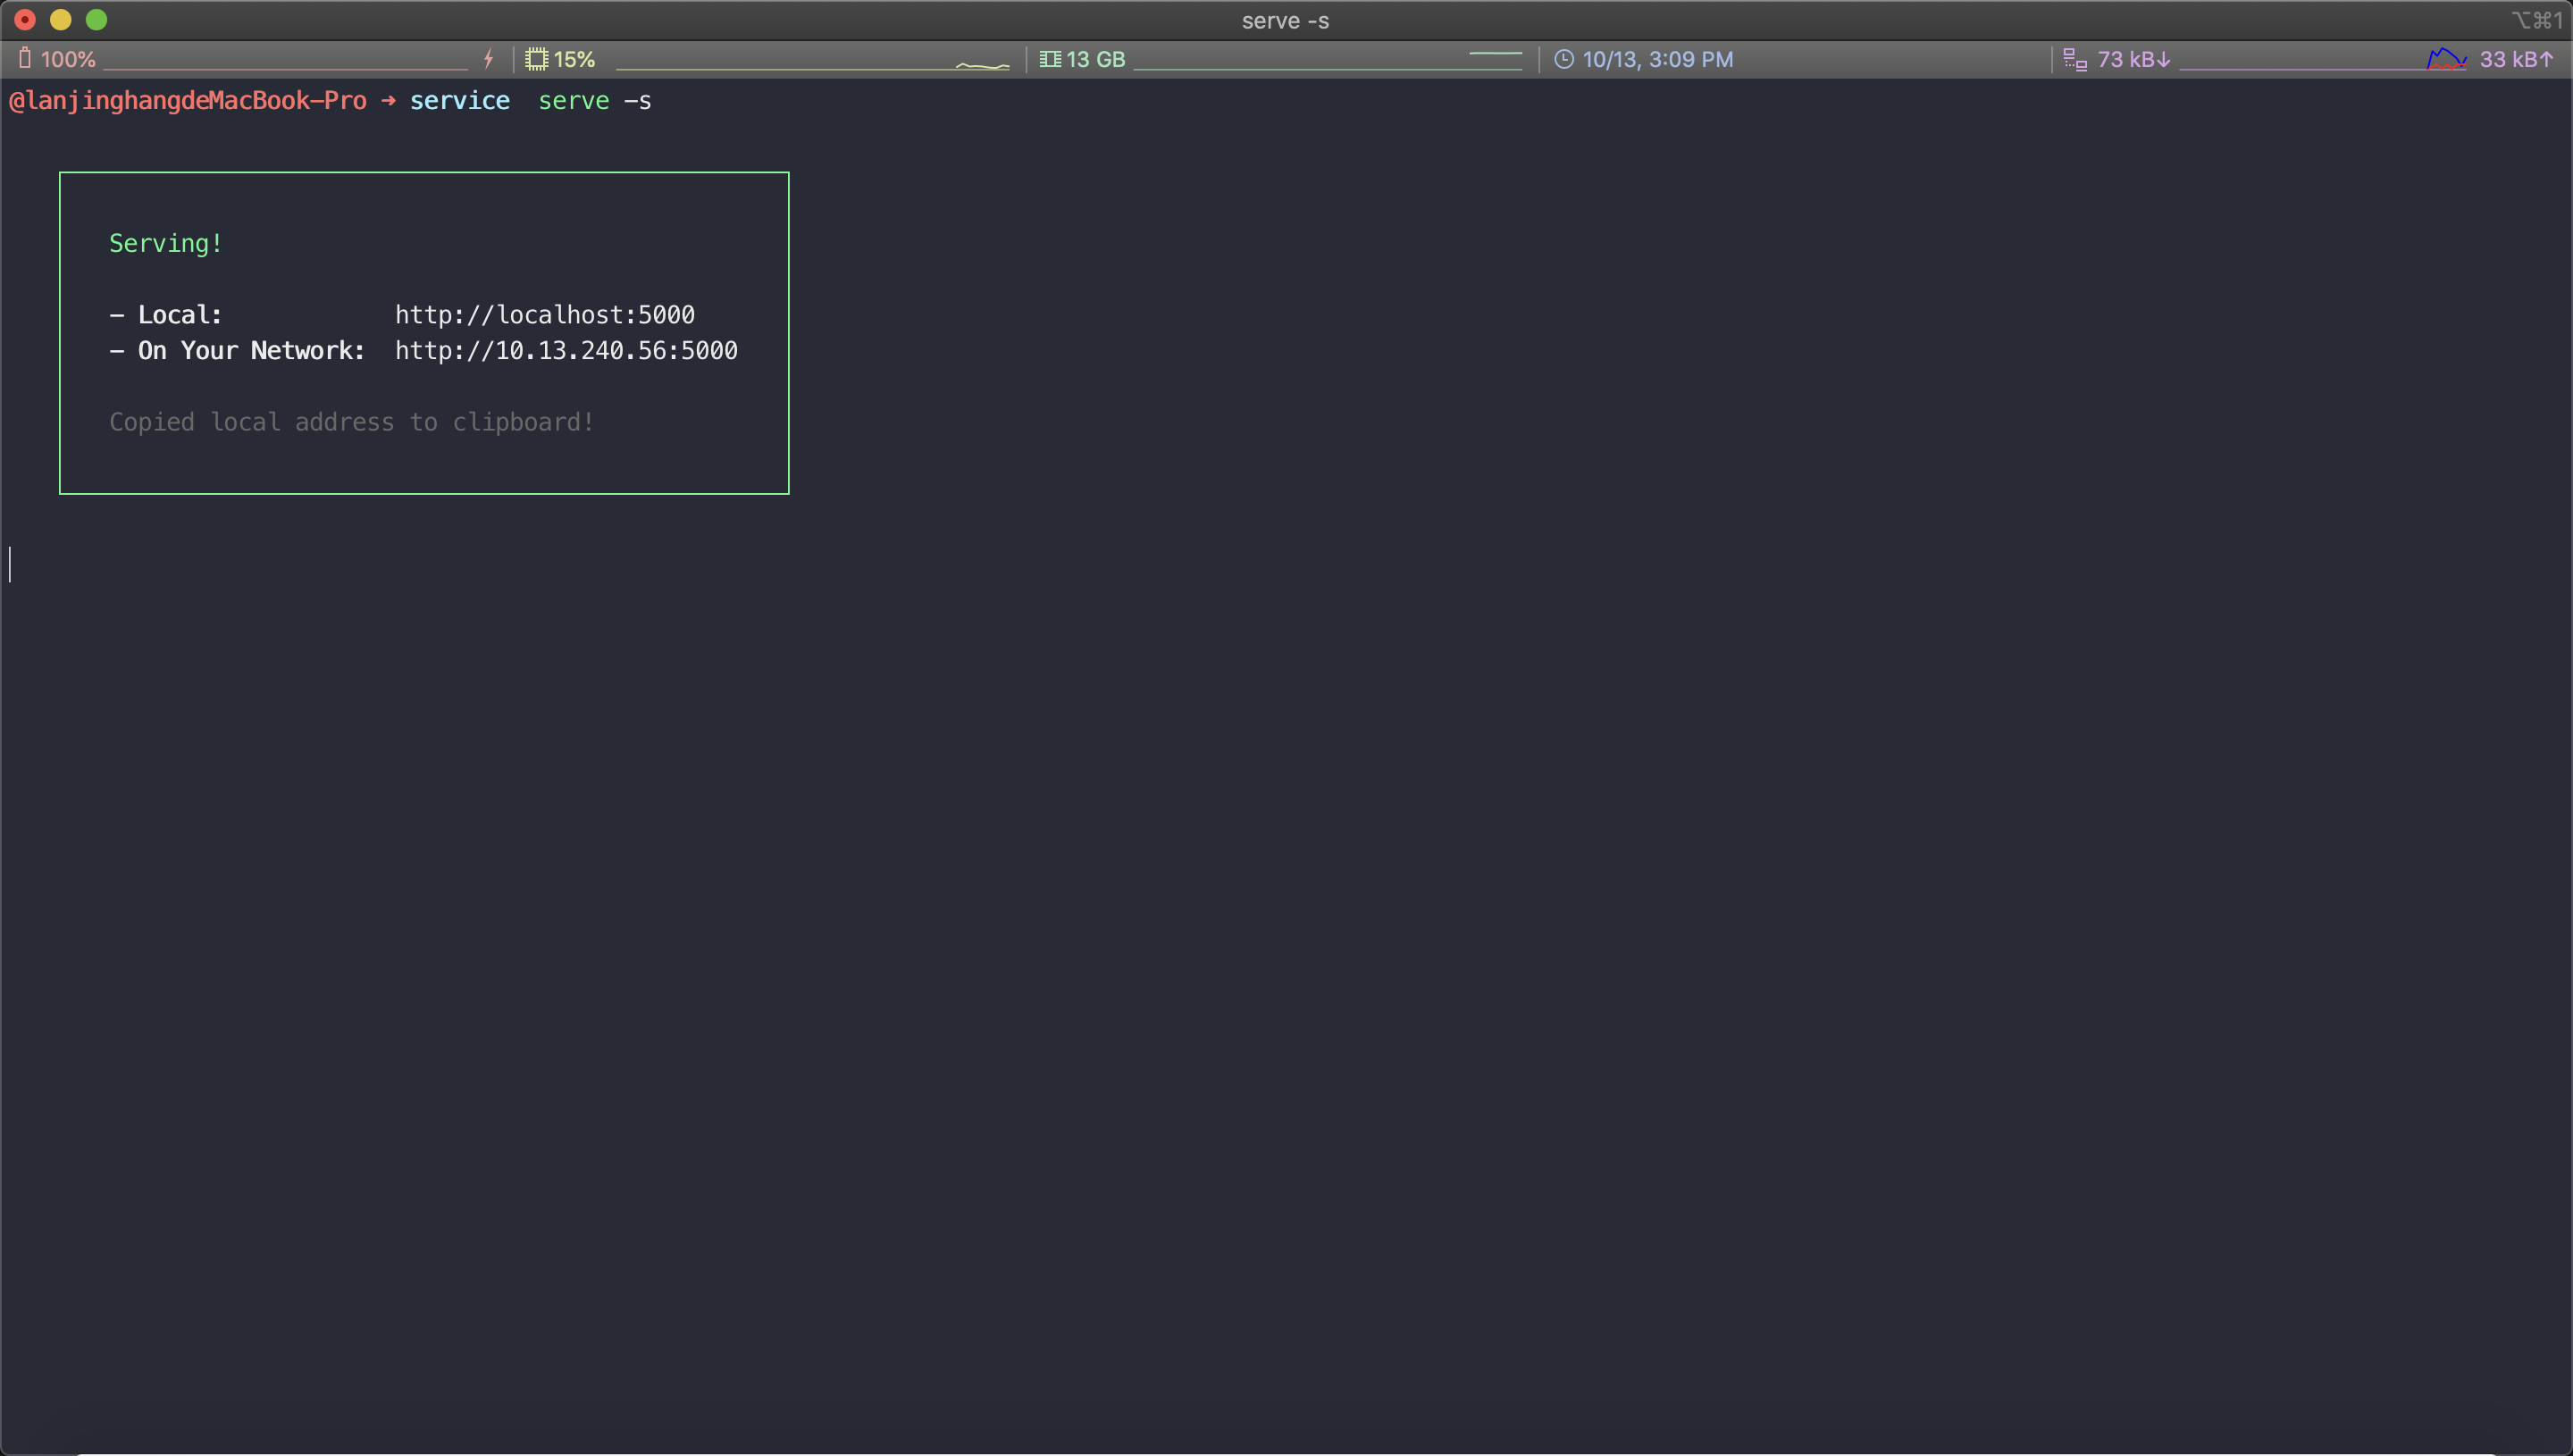 serve -s
⌥⌘1
100% 15% 13 GB 10/13, 3:09 PM 73 kB↓ 33 kB↑
@lanjinghangdeMacBook-Pro ➜ service  serve -s
Serving!
- Local:            http://localhost:5000
- On Your Network:  http://10.13.240.56:5000
Copied local address to clipboard!